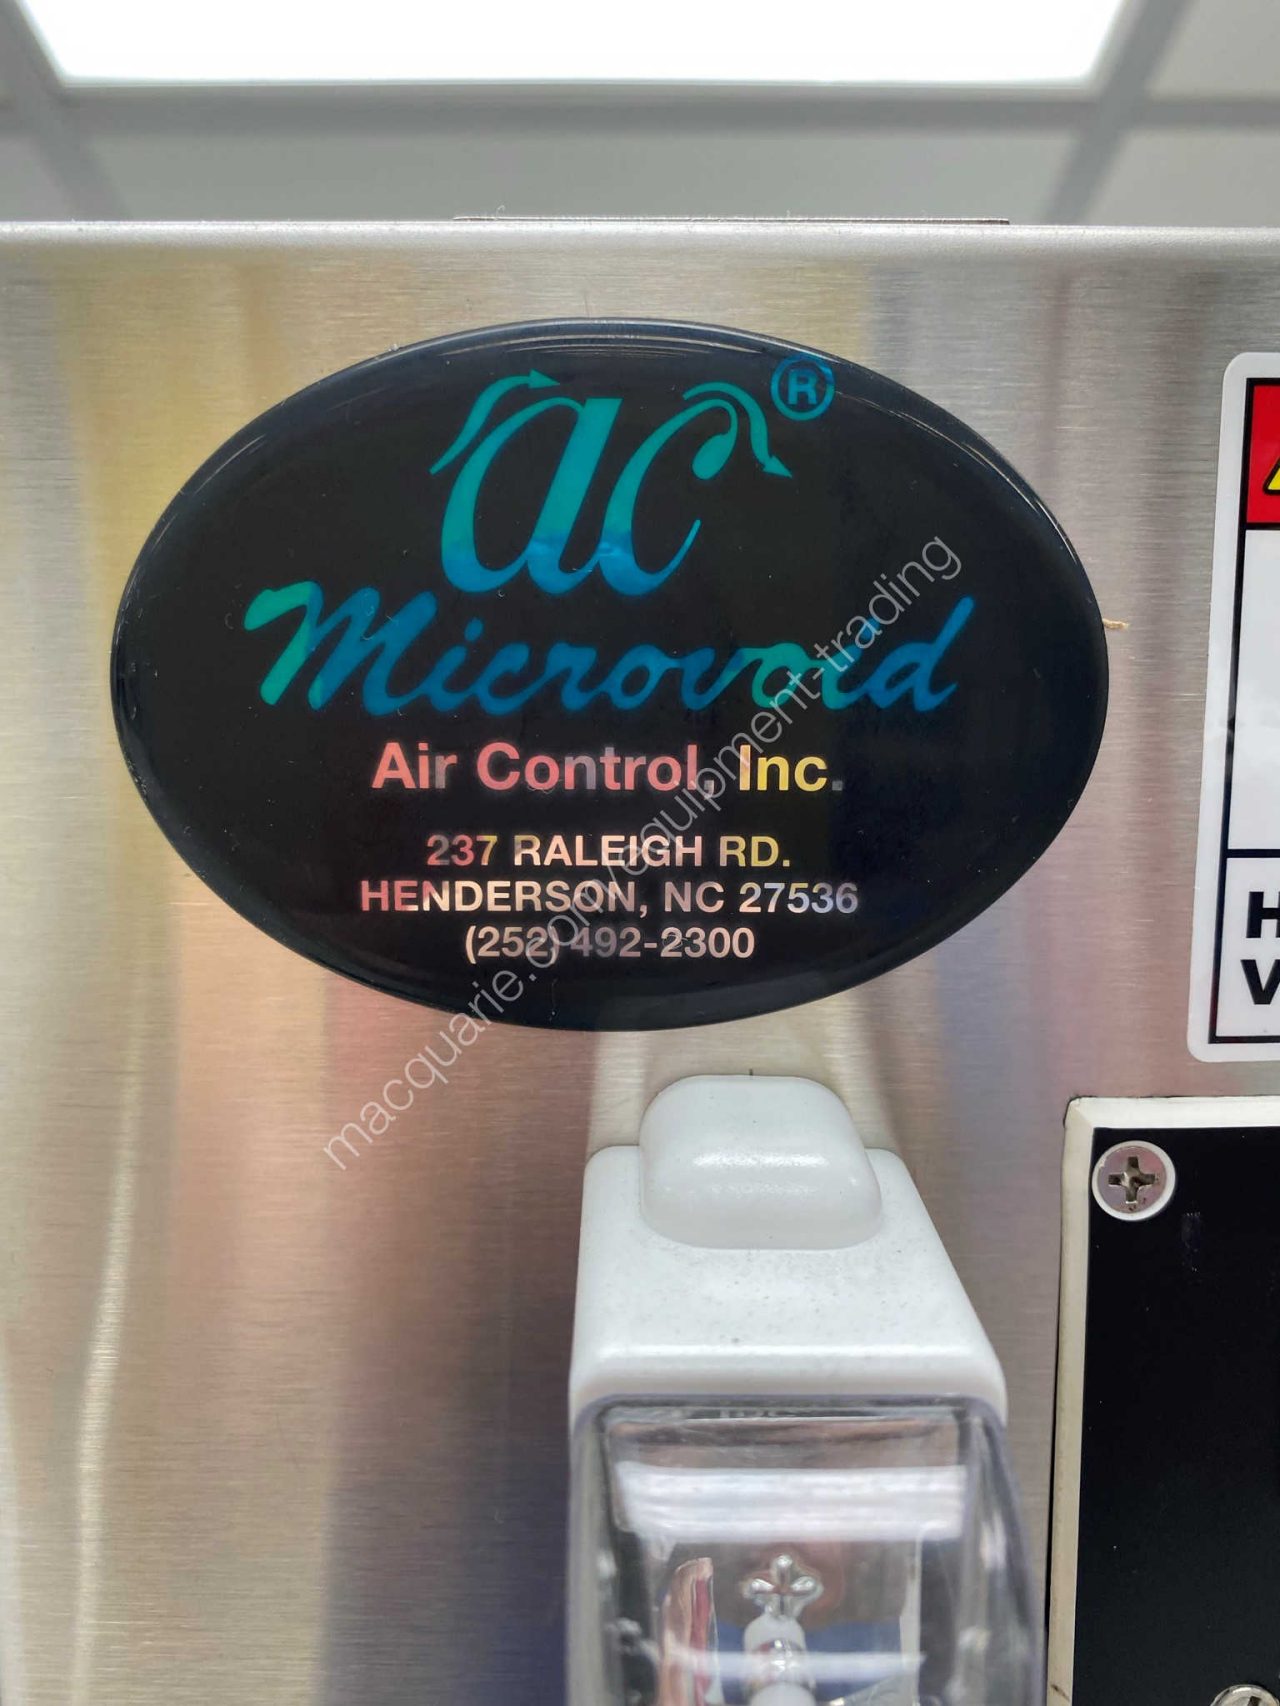 ac®
Microvoid
Air Control, Inc.
237 RALEIGH RD.
HENDERSON, NC 27536
(252) 492-2300
macquarie.com/equipment-trading